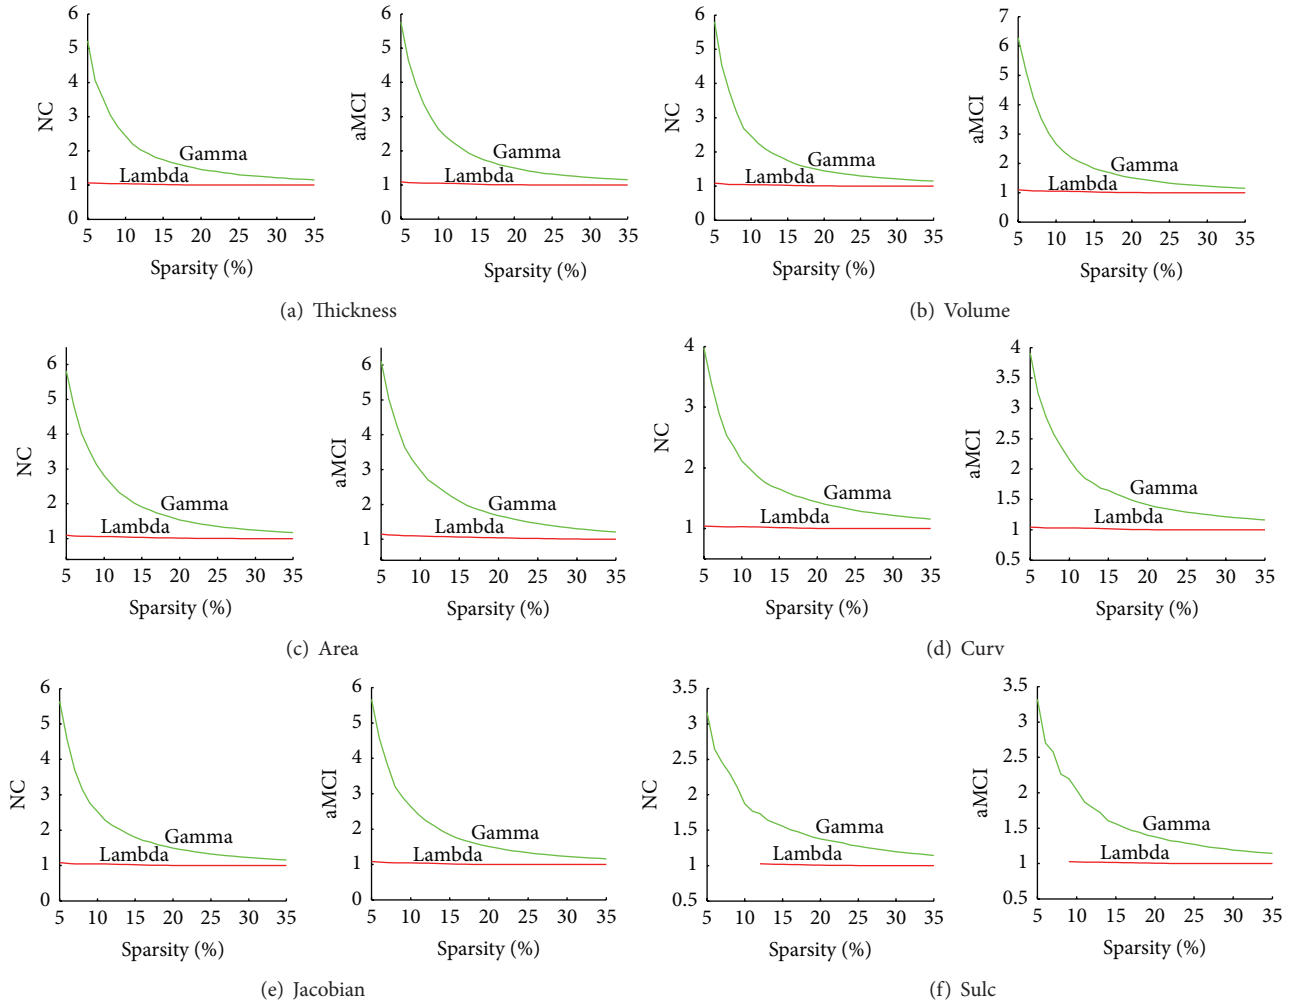 6
5
4
3
2
1
0
NC
Gamma
Lambda
5 10 15 20 25 30 35
Sparsity (%)
6
5
4
3
2
1
0
aMCI
Gamma
Lambda
5 10 15 20 25 30 35
Sparsity (%)
(a) Thickness
6
5
4
3
2
1
0
NC
Gamma
Lambda
5 10 15 20 25 30 35
Sparsity (%)
7
6
5
4
3
2
1
0
aMCI
Gamma
Lambda
5 10 15 20 25 30 35
Sparsity (%)
(b) Volume
6
5
4
3
2
1
NC
Gamma
Lambda
5 10 15 20 25 30 35
Sparsity (%)
6
5
4
3
2
1
aMCI
Gamma
Lambda
5 10 15 20 25 30 35
Sparsity (%)
(c) Area
4
3
2
1
NC
Gamma
Lambda
5 10 15 20 25 30 35
Sparsity (%)
4
3.5
3
2.5
2
1.5
1
0.5
aMCI
Gamma
Lambda
5 10 15 20 25 30 35
Sparsity (%)
(d) Curv
6
5
4
3
2
1
0
NC
Gamma
Lambda
5 10 15 20 25 30 35
Sparsity (%)
6
5
4
3
2
1
0
aMCI
Gamma
Lambda
5 10 15 20 25 30 35
Sparsity (%)
(e) Jacobian
3.5
3
2.5
2
1.5
1
0.5
NC
Gamma
Lambda
5 10 15 20 25 30 35
Sparsity (%)
3.5
3
2.5
2
1.5
1
0.5
aMCI
Gamma
Lambda
5 10 15 20 25 30 35
Sparsity (%)
(f) Sulc